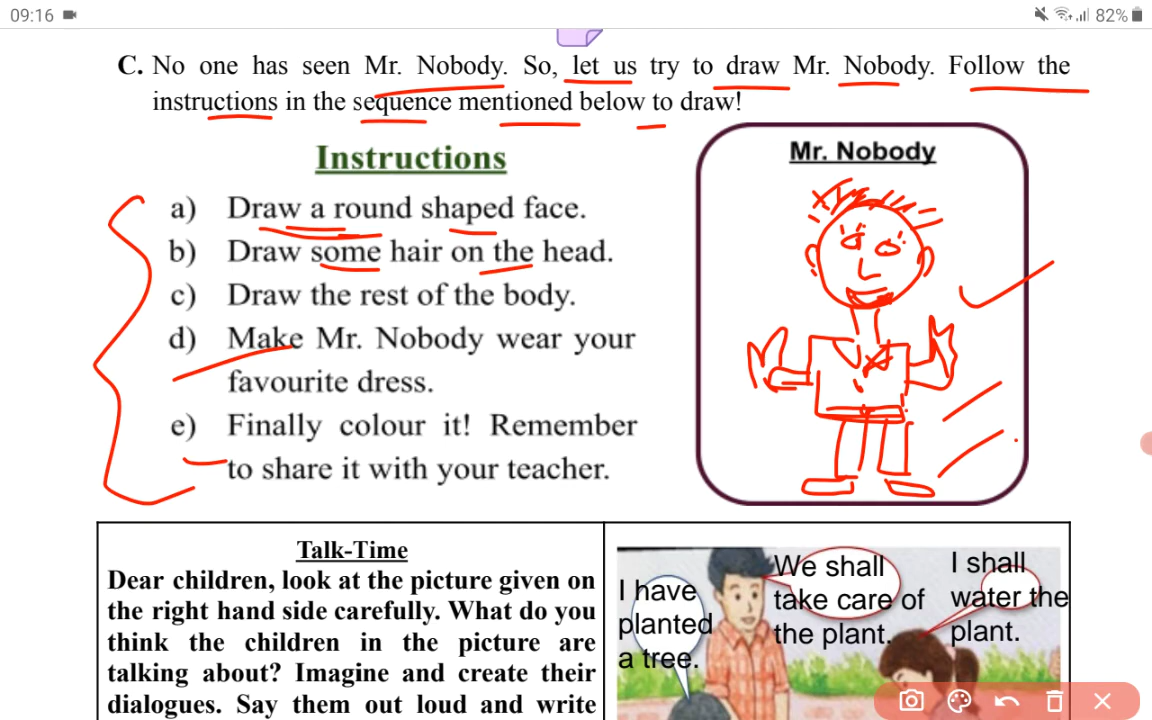 09:16
82%
C. No one has seen Mr. Nobody. So, let us try to draw Mr. Nobody. Follow the
instructions in the sequence mentioned below to draw!
Instructions
a) Draw a round shaped face.
b) Draw some hair on the head.
c) Draw the rest of the body.
d) Make Mr. Nobody wear your
favourite dress.
e) Finally colour it! Remember
to share it with your teacher.
Mr. Nobody
Talk-Time
Dear children, look at the picture given on
the right hand side carefully. What do you
think the children in the picture are
talking about? Imagine and create their
dialogues. Say them out loud and write
I have
planted
a tree.
We shall
take care of
the plant.
I shall
water the
plant.